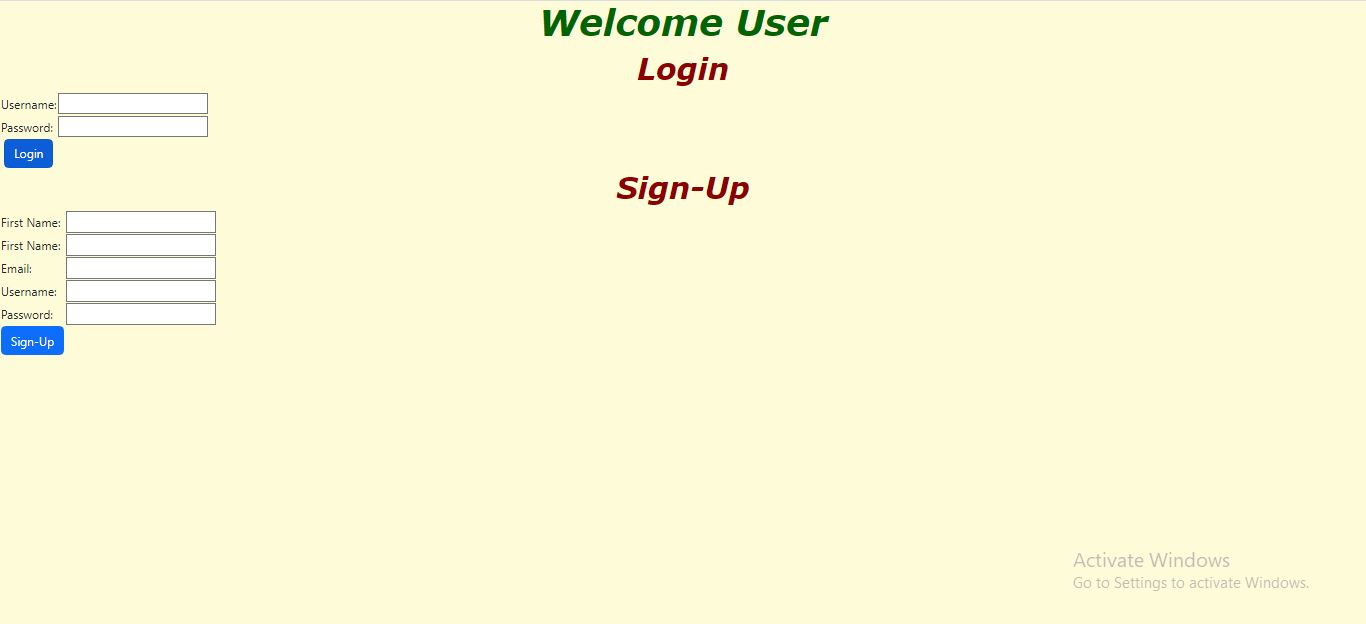 Welcome User
Login
Username:
Password:
Login
Sign-Up
First Name:
First Name:
Email:
Username:
Password:
Sign-Up
Activate Windows
Go to Settings to activate Windows.